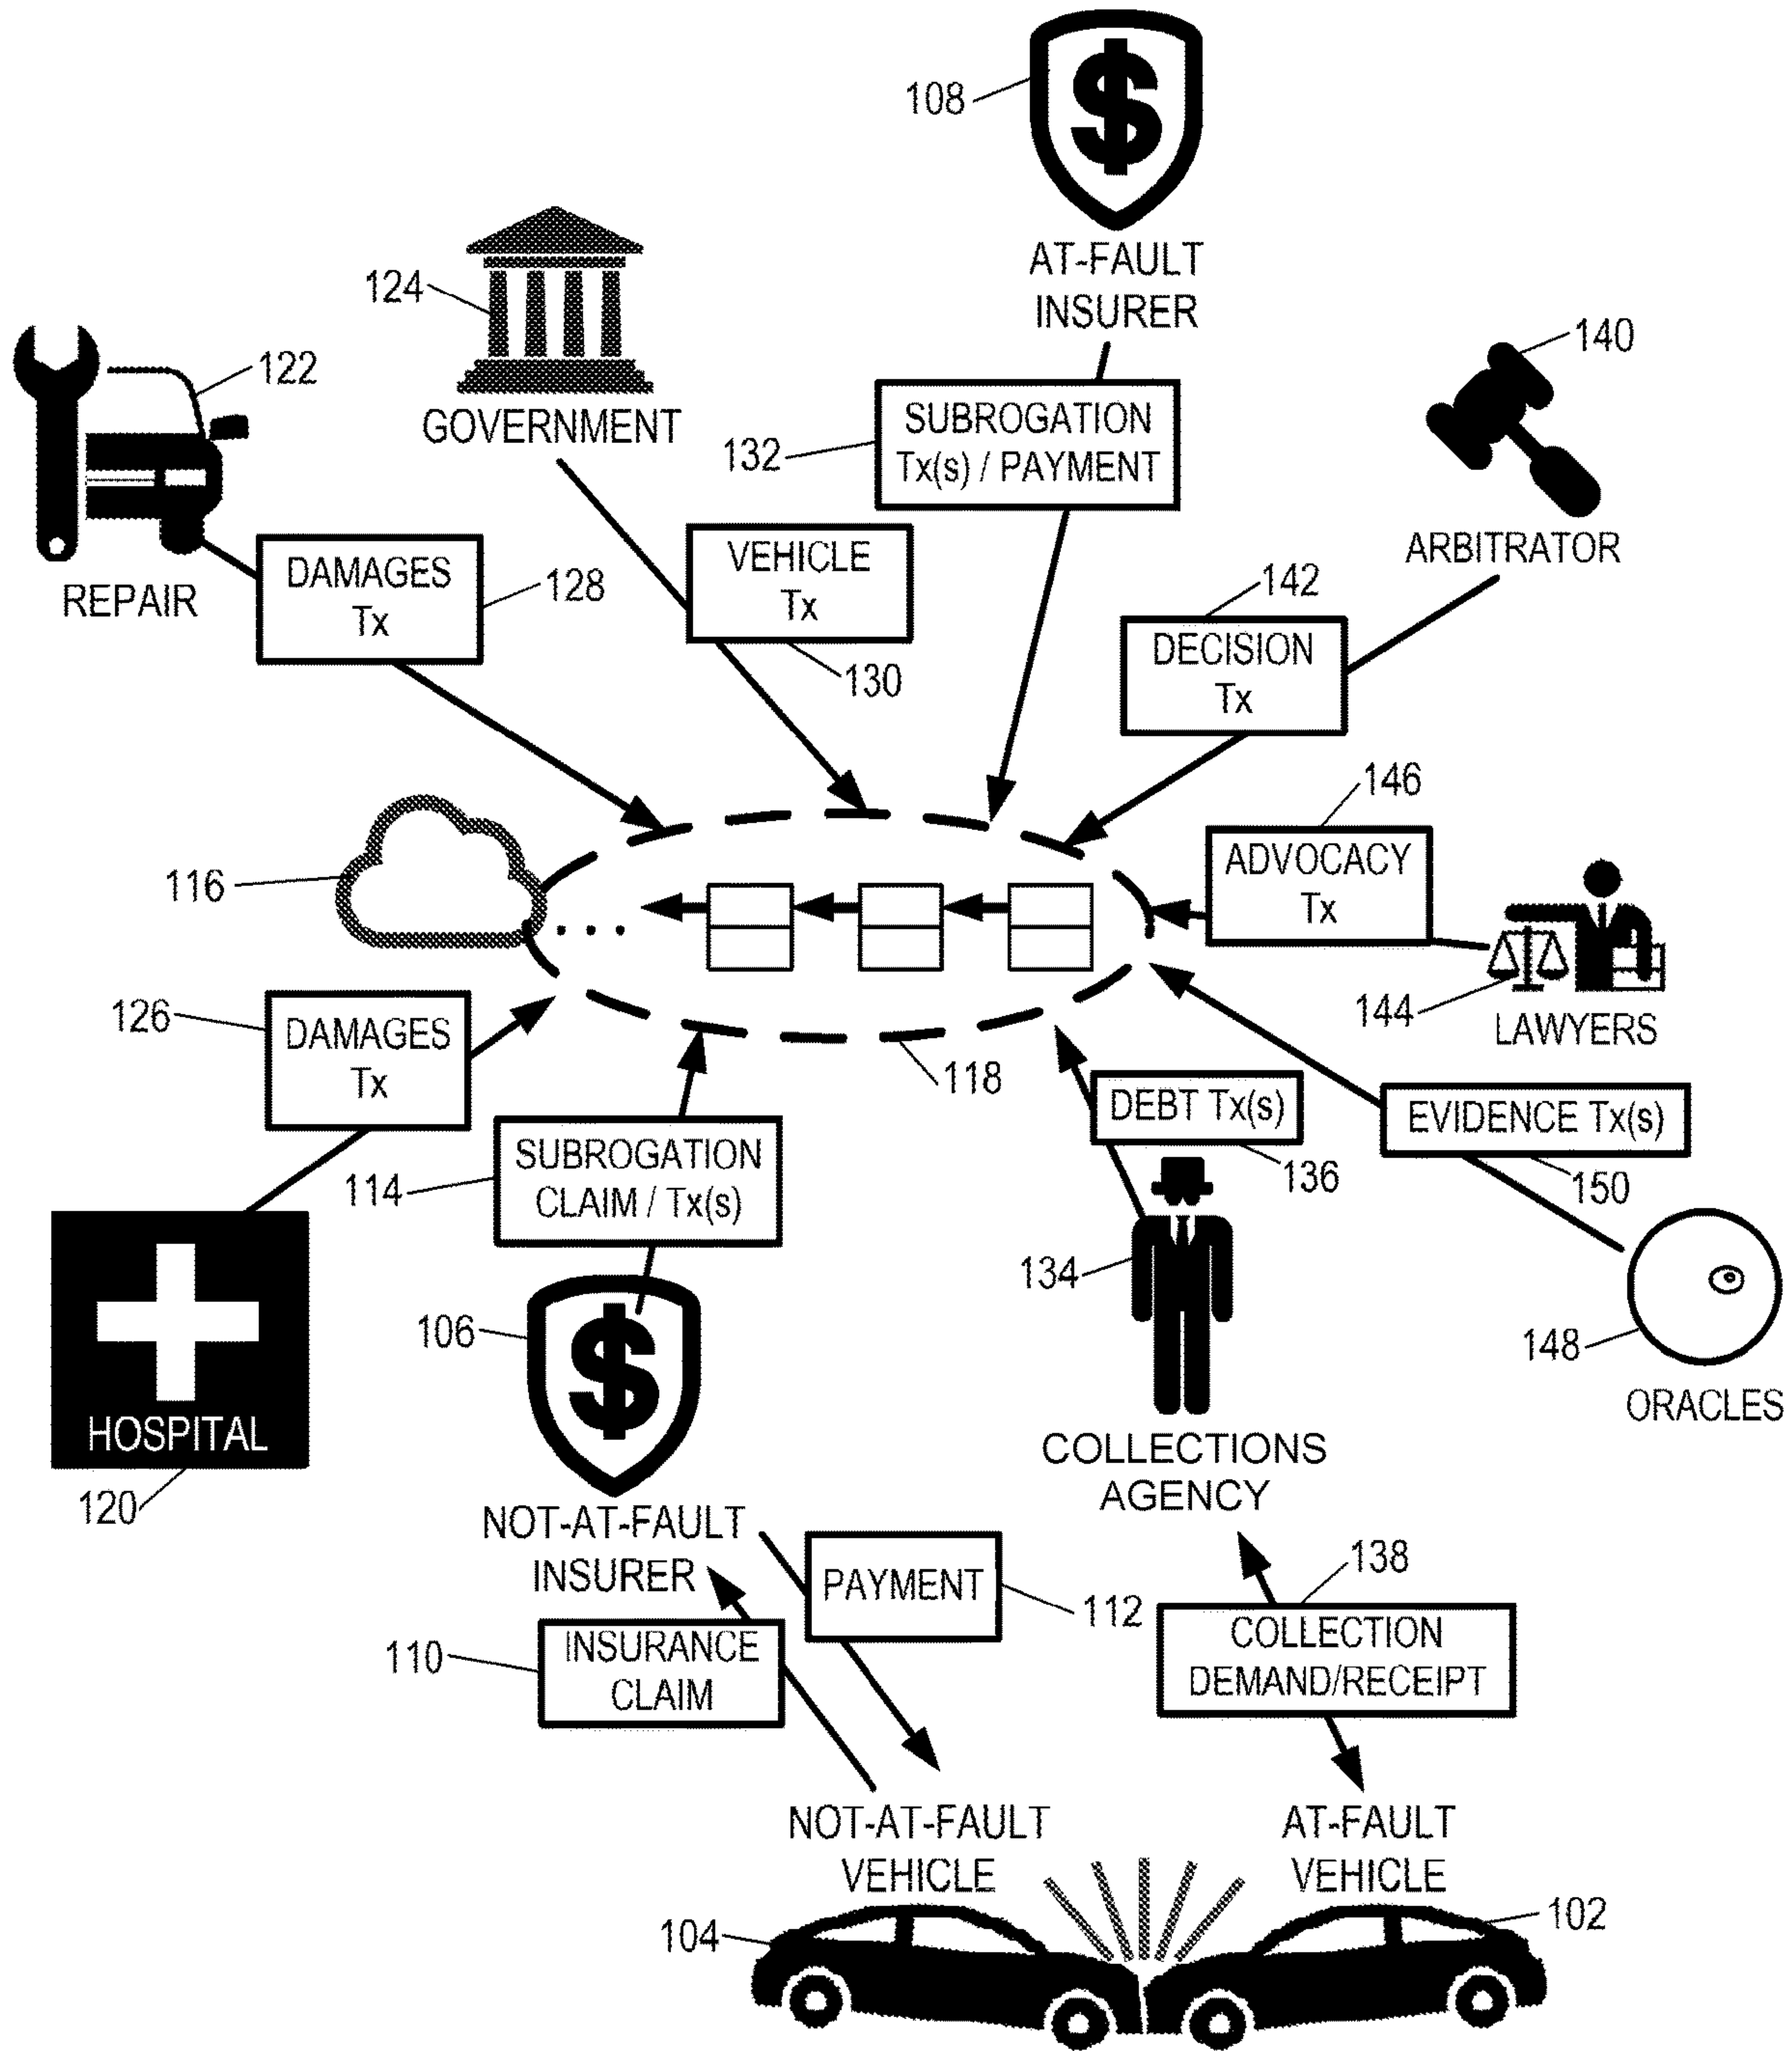 108
AT-FAULT
INSURER
124
GOVERNMENT
122
REPAIR
140
ARBITRATOR
SUBROGATION
Tx(s) / PAYMENT
132
DAMAGES
Tx
128
VEHICLE
Tx
130
142
DECISION
Tx
146
ADVOCACY
Tx
116
...
144
LAWYERS
118
126
DAMAGES
Tx
DEBT Tx(s)
136
EVIDENCE Tx(s)
150
114
SUBROGATION
CLAIM / Tx(s)
134
148
ORACLES
106
HOSPITAL
120
COLLECTIONS
AGENCY
NOT-AT-FAULT
INSURER
PAYMENT
112
138
COLLECTION
DEMAND/RECEIPT
110
INSURANCE
CLAIM
NOT-AT-FAULT
VEHICLE
AT-FAULT
VEHICLE
104
102